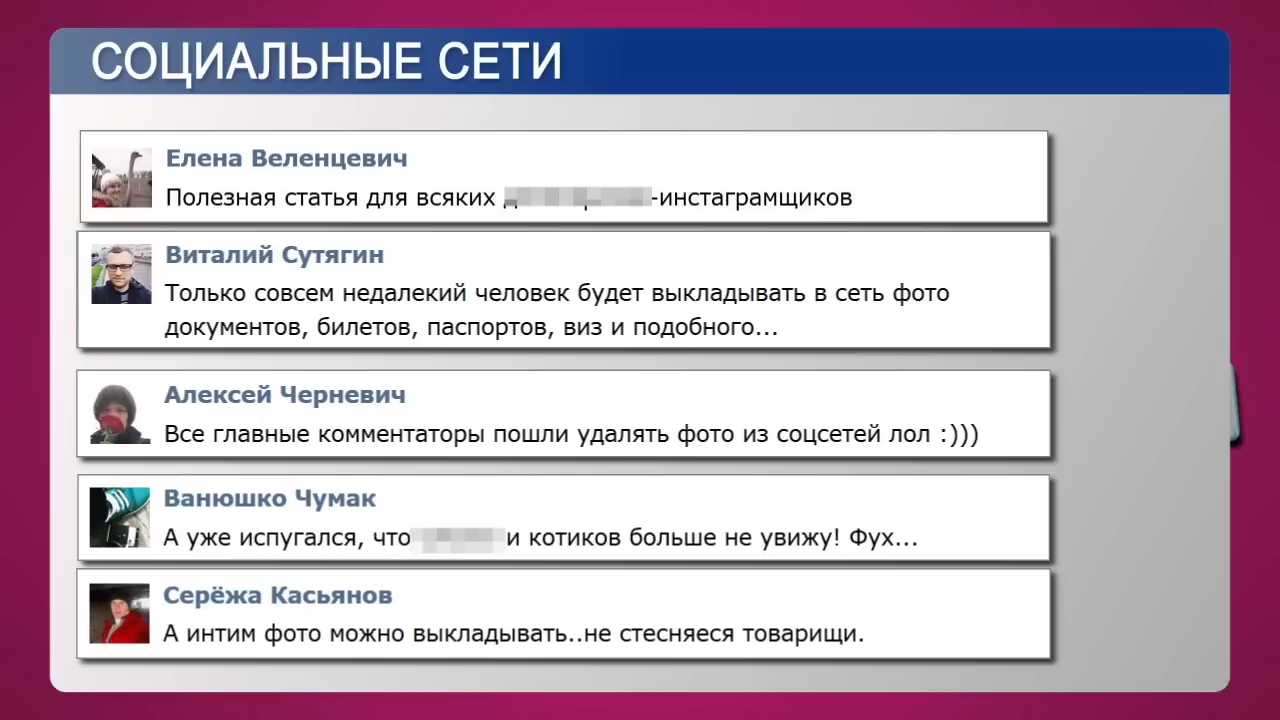 СОЦИАЛЬНЫЕ СЕТИ
Елена Веленцевич
Полезная статья для всяких -инстаграмщиков
Виталий Сутягин
Только совсем недалекий человек будет выкладывать в сеть фото
документов, билетов, паспортов, виз и подобного...
Алексей Черневич
Все главные комментаторы пошли удалять фото из соцсетей лол :)))
Ванюшко Чумак
А уже испугался, что и котиков больше не увижу! Фух...
Серёжа Касьянов
А интим фото можно выкладывать..не стесняеся товарищи.